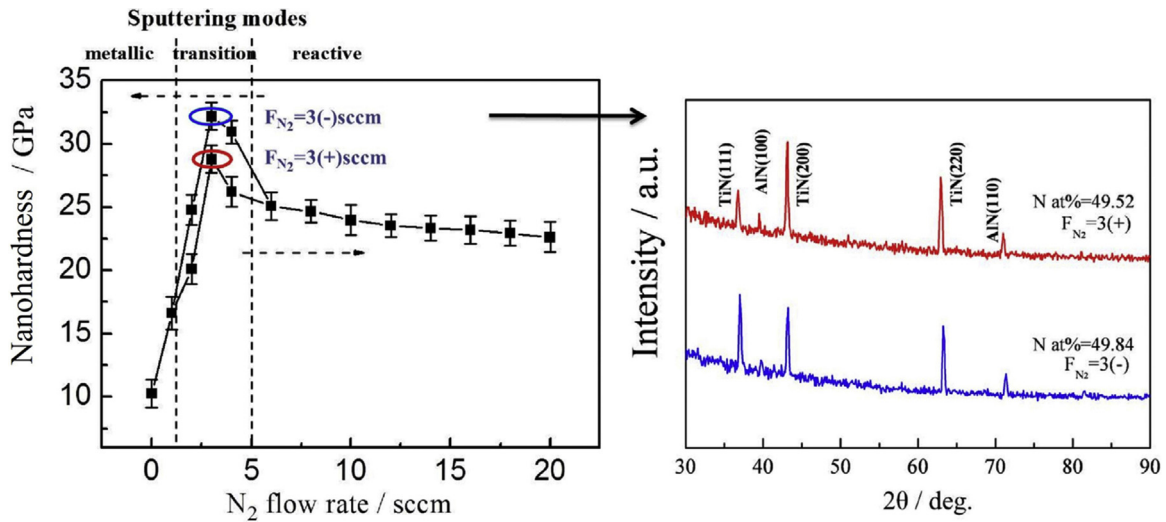 Sputtering modes
metallic transition reactive
Nanohardness / GPa
35
30
25
20
15
10
F_N2=3(-)sccm
F_N2=3(+)sccm
0 5 10 15 20
N2 flow rate / sccm
Intensity / a.u.
TiN(111)
AlN(100)
TiN(200)
TiN(220)
AlN(110)
N at%=49.52
F_N2=3(+)
N at%=49.84
F_N2=3(-)
30 40 50 60 70 80 90
2θ / deg.